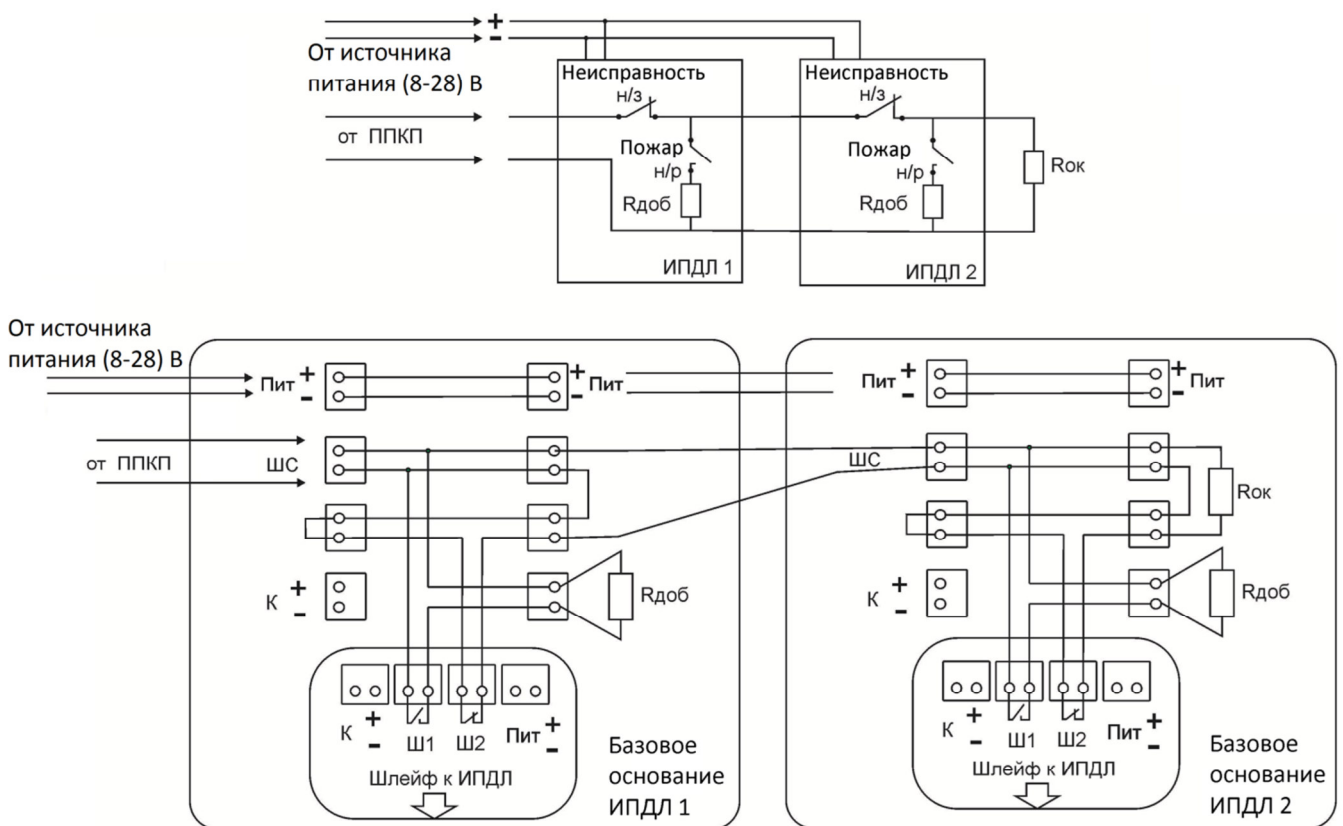 +
-
От источника
питания (8-28) В
Неисправность
н/з
Неисправность
н/з
от ППКП
Пожар
н/р
Rдоб
Пожар
н/р
Rдоб
Rок
ИПДЛ 1
ИПДЛ 2
От источника
питания (8-28) В
Пит +
-
+ Пит
-
Пит +
-
+ Пит
-
от ППКП
ШС
ШС
Rок
К +
-
Rдоб
К +
-
Rдоб
К +
-
Ш1
Ш2
Пит +
-
Шлейф к ИПДЛ
Базовое
основание
ИПДЛ 1
К +
-
Ш1
Ш2
Пит +
-
Шлейф к ИПДЛ
Базовое
основание
ИПДЛ 2